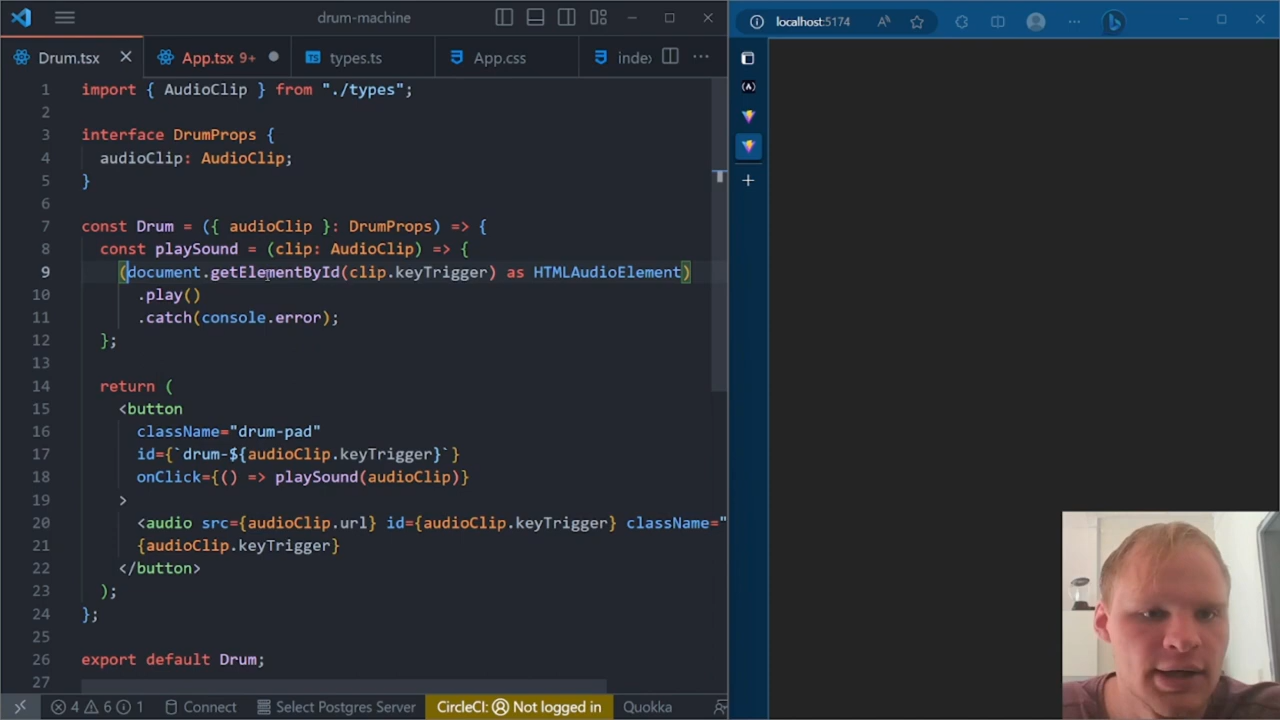 drum-machine
localhost:5174
Drum.tsx
App.tsx 9+
types.ts
App.css
index
1 import { AudioClip } from "./types";
2
3 interface DrumProps {
4 audioClip: AudioClip;
5 }
6
7 const Drum = ({ audioClip }: DrumProps) => {
8 const playSound = (clip: AudioClip) => {
9 (document.getElementById(clip.keyTrigger) as HTMLAudioElement)
10 .play()
11 .catch(console.error);
12 };
13
14 return (
15 <button
16 className="drum-pad"
17 id={`drum-${audioClip.keyTrigger}`}
18 onClick={() => playSound(audioClip)}
19 >
20 <audio src={audioClip.url} id={audioClip.keyTrigger} className="
21 {audioClip.keyTrigger}
22 </button>
23 );
24 };
25
26 export default Drum;
27
4 6 1 Connect Select Postgres Server CircleCI: Not logged in Quokka